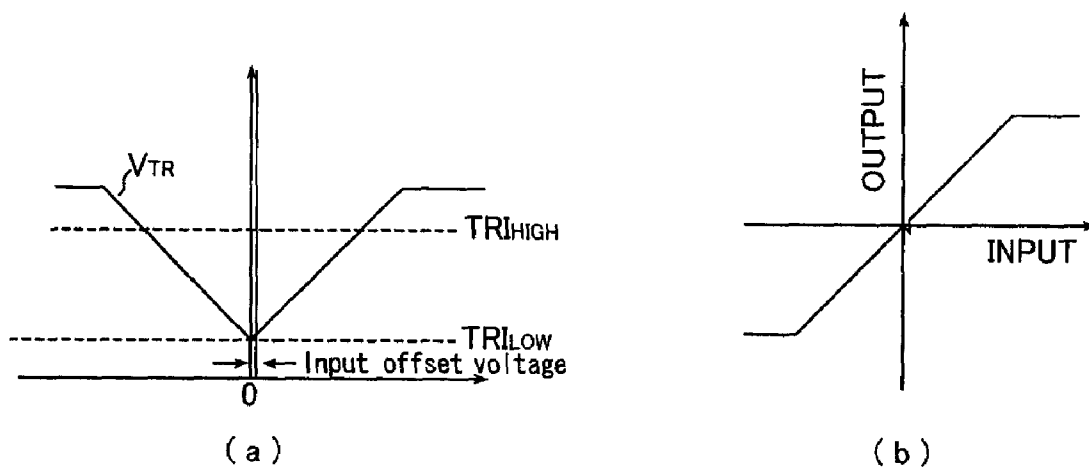 VTR
TRIHIGH
TRILOW
Input offset voltage
0
(a)
OUTPUT
INPUT
(b)